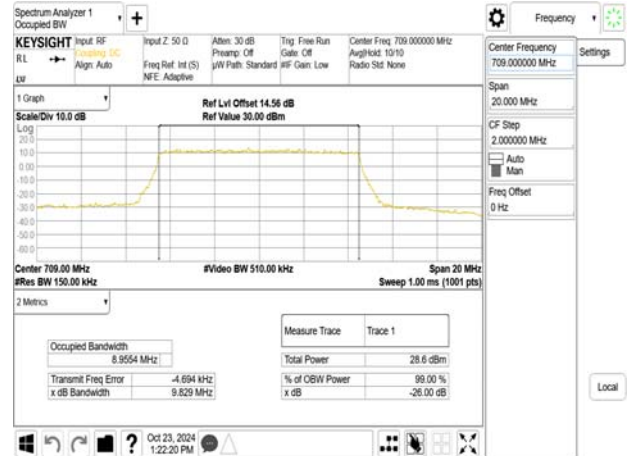 Spectrum Analyzer 1
Occupied BW
+
Frequency
KEYSIGHT
RL
Input: RF
Coupling: DC
Align: Auto
Input Z: 50 Ω
Freq Ref: Int (S)
NFE: Adaptive
Atten: 30 dB
Preamp: Off
µW Path: Standard
Trig: Free Run
Gate: Off
#IF Gain: Low
Center Freq: 709.000000 MHz
Avg|Hold: 10/10
Radio Std: None
Center Frequency
709.000000 MHz
Settings
Span
20.000 MHz
CF Step
2.000000 MHz
Auto
Man
Freq Offset
0 Hz
Local
1 Graph
Scale/Div 10.0 dB
Ref Lvl Offset 14.56 dB
Ref Value 30.00 dBm
Log
20.0
10.0
0.00
-10.0
-20.0
-30.0
-40.0
-50.0
-60.0
Center 709.00 MHz
#Video BW 510.00 kHz
Span 20 MHz
#Res BW 150.00 kHz
Sweep 1.00 ms (1001 pts)
2 Metrics
Measure Trace Trace 1
Occupied Bandwidth
8.9554 MHz
Total Power 28.6 dBm
Transmit Freq Error -4.694 kHz
% of OBW Power 99.00 %
x dB Bandwidth 9.829 MHz
x dB -26.00 dB
?
Oct 23, 2024
1:22:20 PM